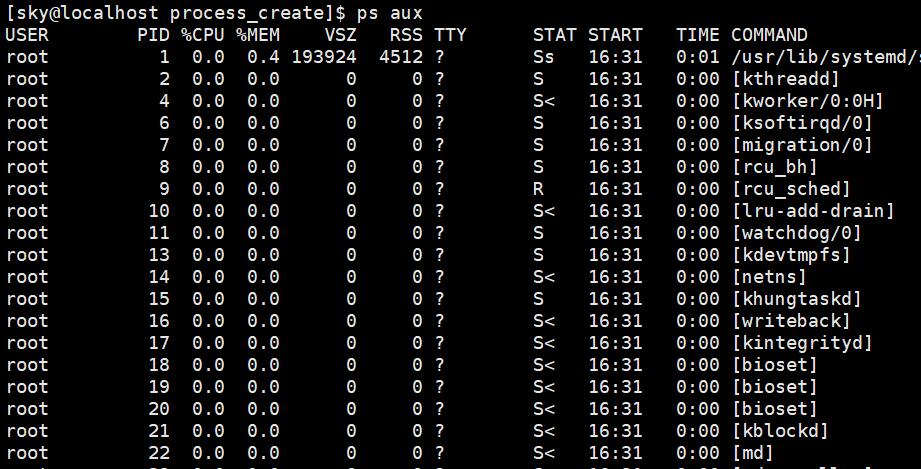 [sky@localhost process_create]$ ps aux
USER       PID %CPU %MEM    VSZ   RSS TTY      STAT START   TIME COMMAND
root         1  0.0  0.4 193924  4512 ?        Ss   16:31   0:01 /usr/lib/systemd/s
root         2  0.0  0.0      0     0 ?        S    16:31   0:00 [kthreadd]
root         4  0.0  0.0      0     0 ?        S<   16:31   0:00 [kworker/0:0H]
root         6  0.0  0.0      0     0 ?        S    16:31   0:00 [ksoftirqd/0]
root         7  0.0  0.0      0     0 ?        S    16:31   0:00 [migration/0]
root         8  0.0  0.0      0     0 ?        S    16:31   0:00 [rcu_bh]
root         9  0.0  0.0      0     0 ?        R    16:31   0:00 [rcu_sched]
root        10  0.0  0.0      0     0 ?        S<   16:31   0:00 [lru-add-drain]
root        11  0.0  0.0      0     0 ?        S    16:31   0:00 [watchdog/0]
root        13  0.0  0.0      0     0 ?        S    16:31   0:00 [kdevtmpfs]
root        14  0.0  0.0      0     0 ?        S<   16:31   0:00 [netns]
root        15  0.0  0.0      0     0 ?        S    16:31   0:00 [khungtaskd]
root        16  0.0  0.0      0     0 ?        S<   16:31   0:00 [writeback]
root        17  0.0  0.0      0     0 ?        S<   16:31   0:00 [kintegrityd]
root        18  0.0  0.0      0     0 ?        S<   16:31   0:00 [bioset]
root        19  0.0  0.0      0     0 ?        S<   16:31   0:00 [bioset]
root        20  0.0  0.0      0     0 ?        S<   16:31   0:00 [bioset]
root        21  0.0  0.0      0     0 ?        S<   16:31   0:00 [kblockd]
root        22  0.0  0.0      0     0 ?        S<   16:31   0:00 [md]